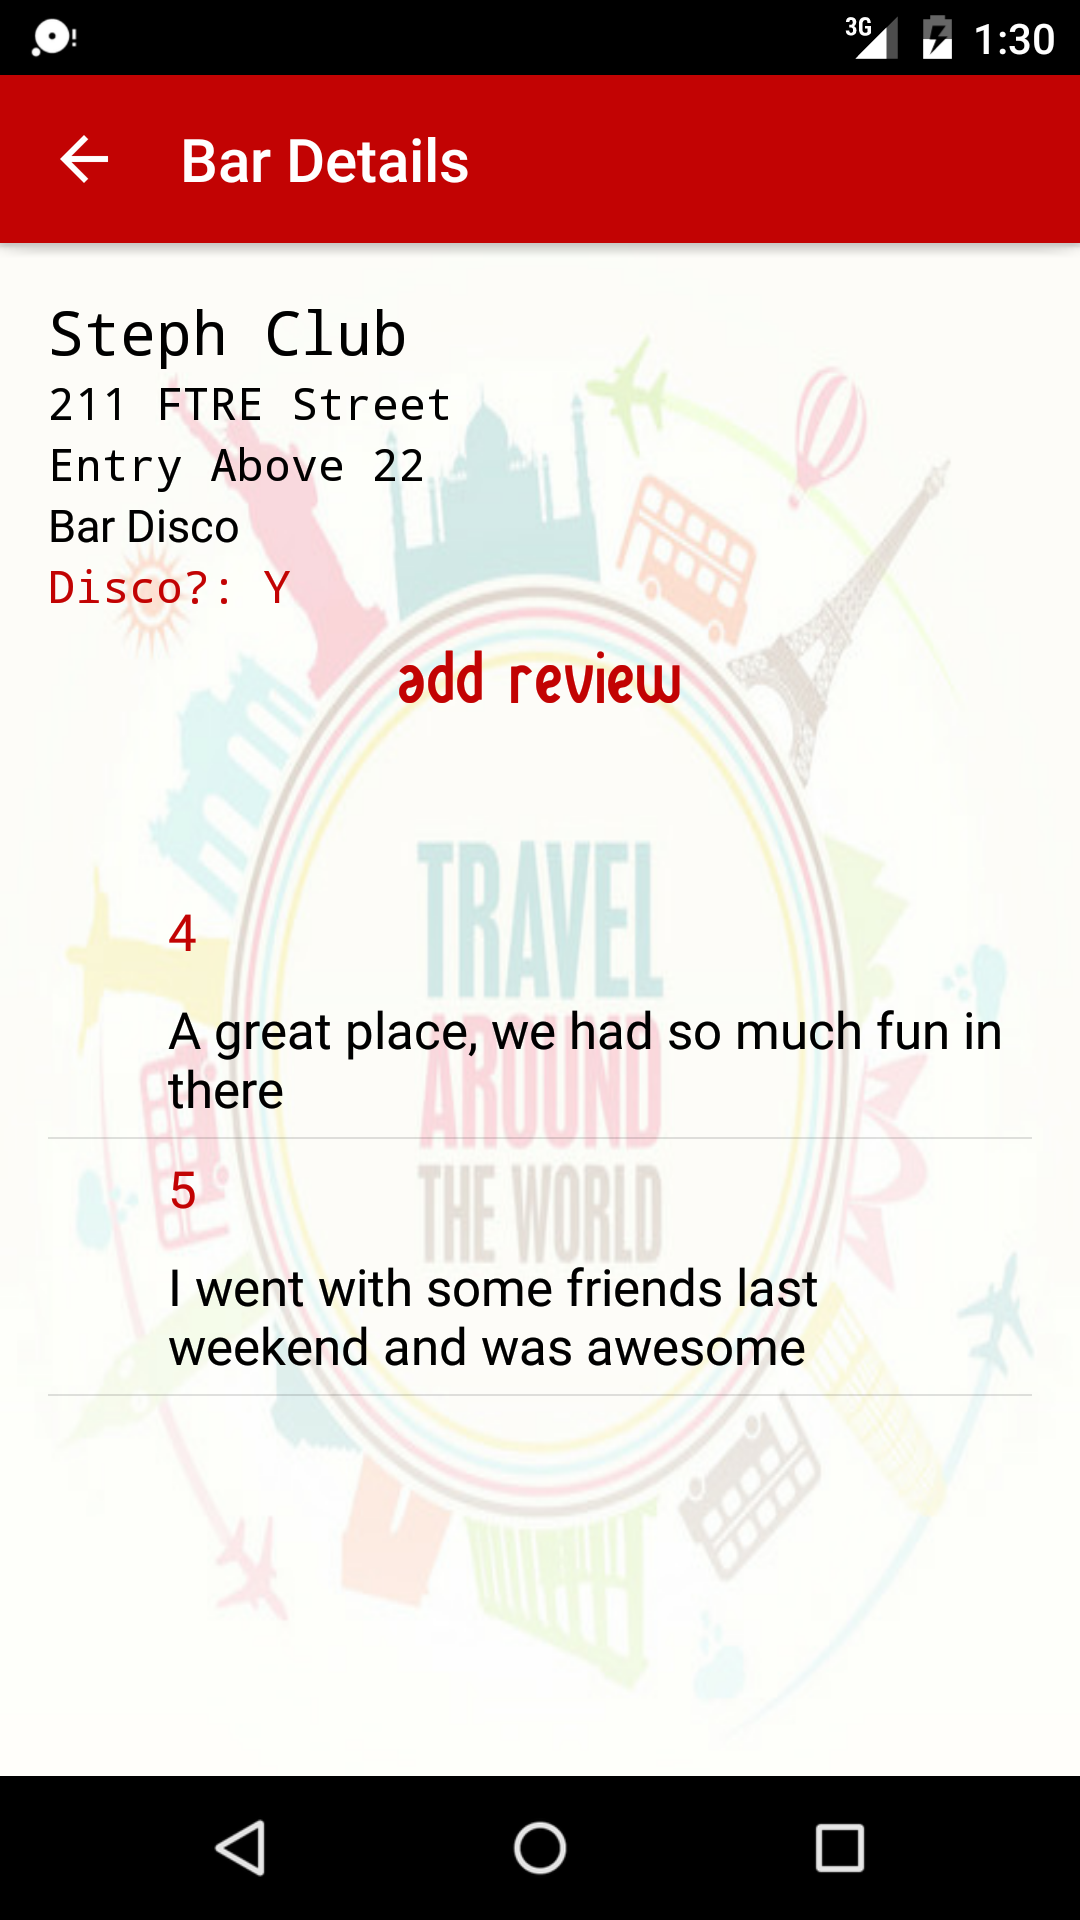 3G 1:30
Bar Details
Steph Club
211 FTRE Street
Entry Above 22
Bar Disco
Disco?: Y
add review
TRAVEL
AROUND
THE WORLD
4
A great place, we had so much fun in
there
5
I went with some friends last
weekend and was awesome